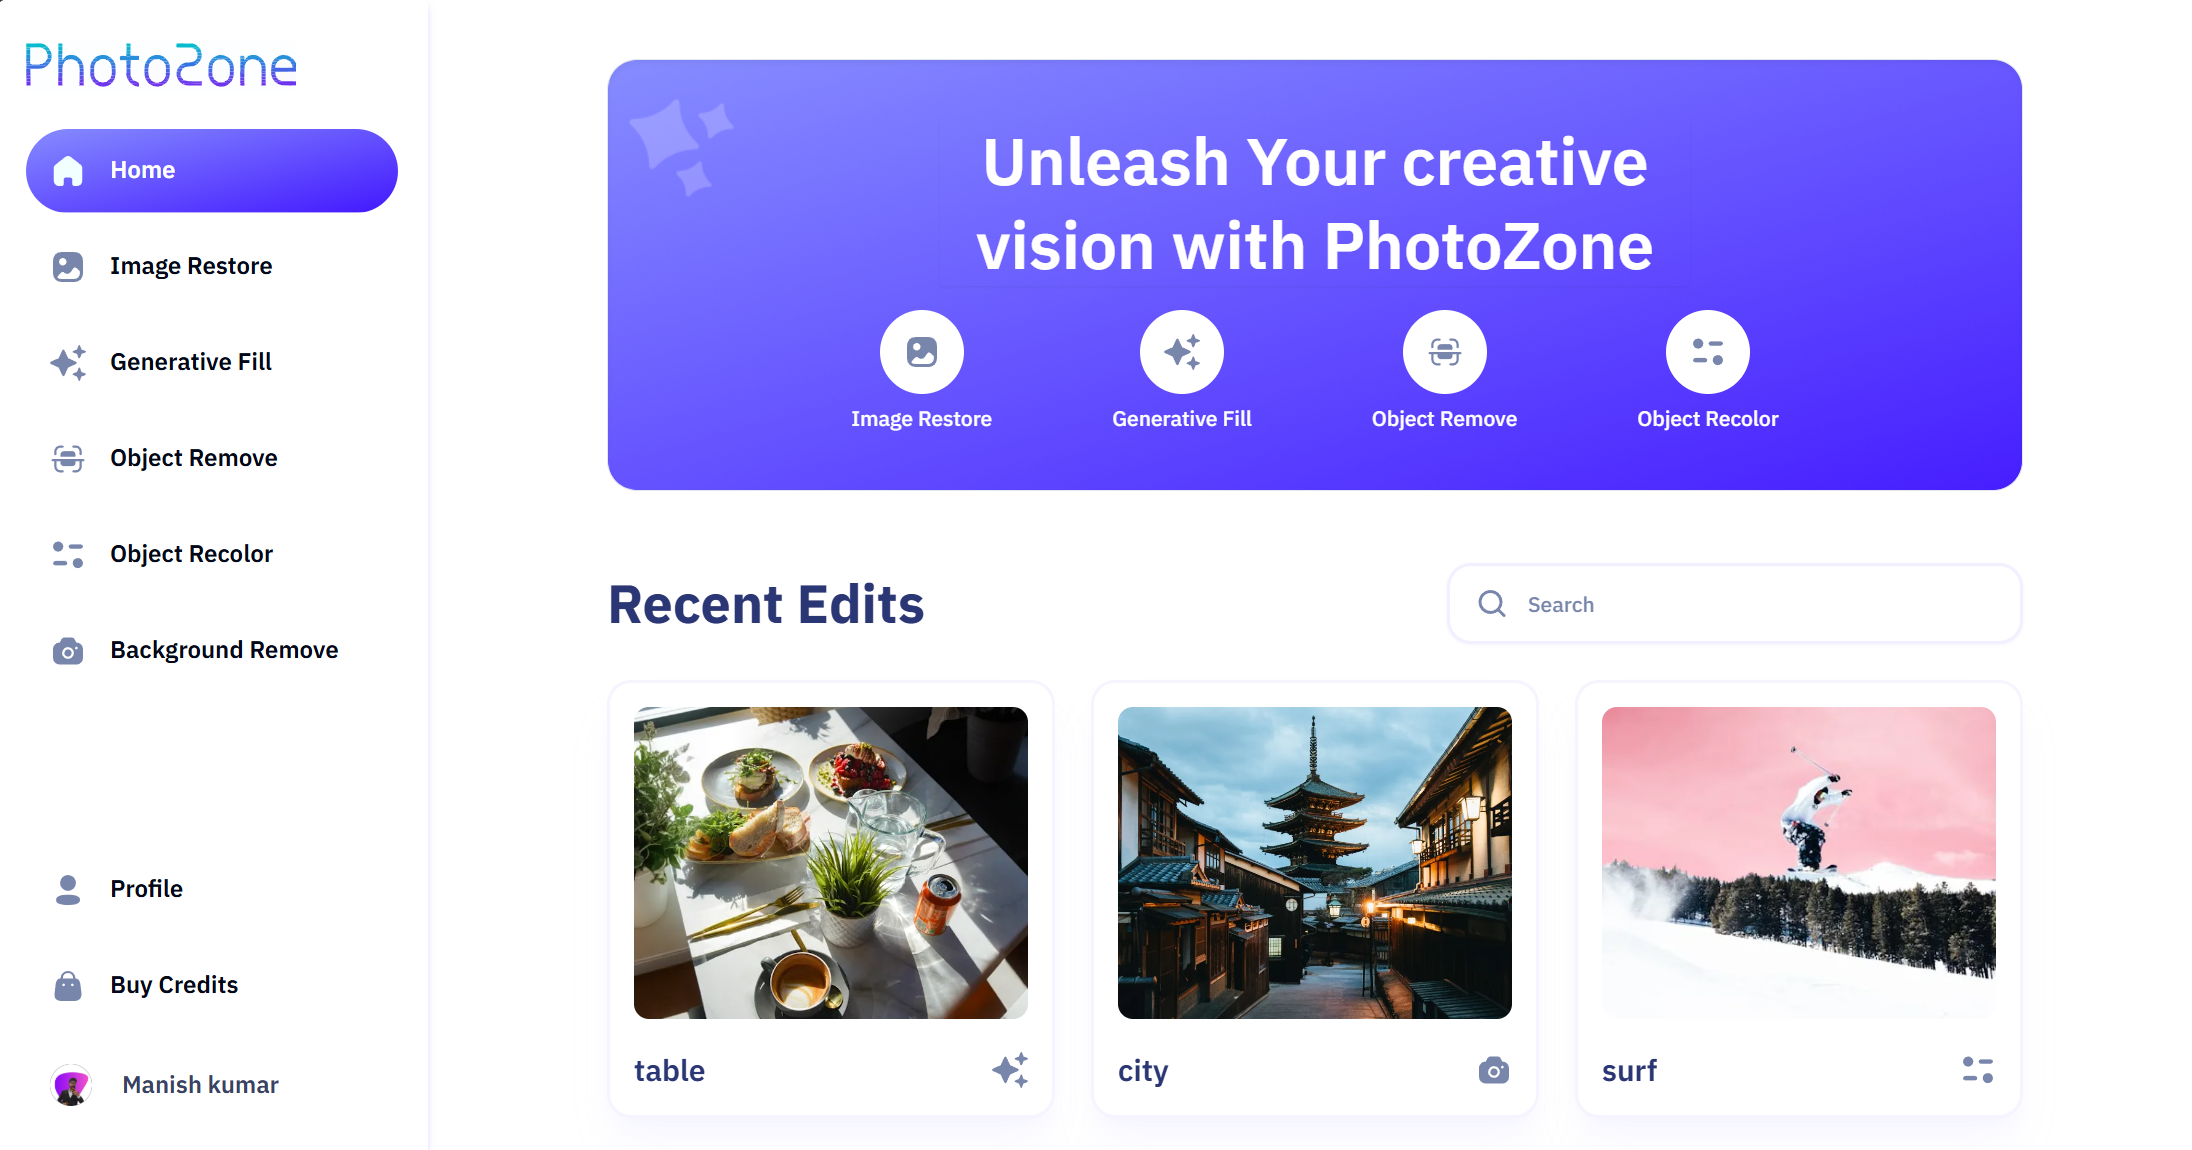 PhotoZone
Home
Image Restore
Generative Fill
Object Remove
Object Recolor
Background Remove
Profile
Buy Credits
Manish kumar
Unleash Your creative
vision with PhotoZone
Image Restore
Generative Fill
Object Remove
Object Recolor
Recent Edits
Search
table
city
surf